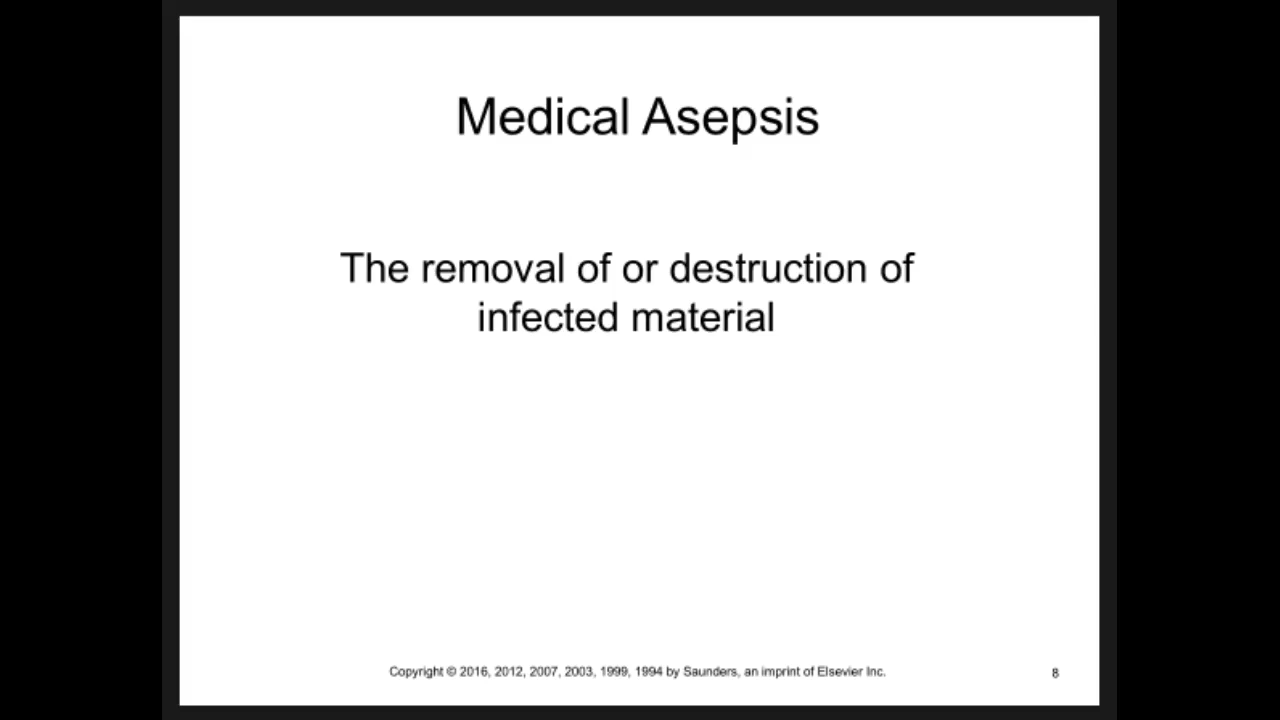 Medical Asepsis
The removal of or destruction of
infected material
Copyright © 2016, 2012, 2007, 2003, 1999, 1994 by Saunders, an imprint of Elsevier Inc.
8